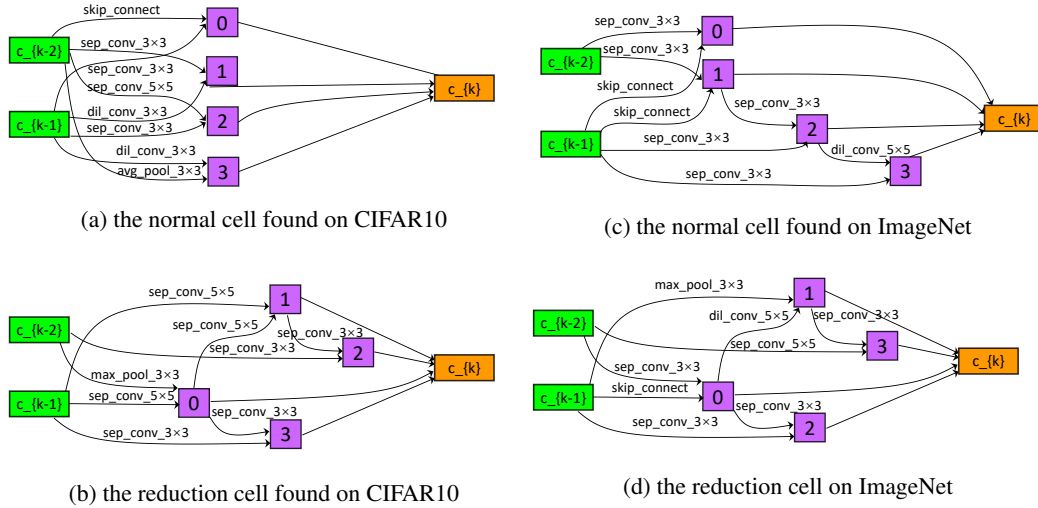 skip_connect
0
c_{k-2}
sep_conv_3×3
1
sep_conv_3×3
sep_conv_5×5
c_{k}
dil_conv_3×3
c_{k-1}
sep_conv_3×3
2
dil_conv_3×3
avg_pool_3×3
3
(a) the normal cell found on CIFAR10
sep_conv_3×3
0
c_{k-2}
sep_conv_3×3
1
skip_connect
sep_conv_3×3
skip_connect
c_{k}
2
c_{k-1}
sep_conv_3×3
dil_conv_5×5
3
sep_conv_3×3
(c) the normal cell found on ImageNet
sep_conv_5×5
1
c_{k-2}
sep_conv_5×5
sep_conv_3×3
sep_conv_3×3
2
c_{k}
max_pool_3×3
c_{k-1}
sep_conv_5×5
0
sep_conv_3×3
sep_conv_3×3
3
(b) the reduction cell found on CIFAR10
max_pool_3×3
1
c_{k-2}
dil_conv_5×5
sep_conv_3×3
sep_conv_5×5
3
c_{k}
sep_conv_3×3
c_{k-1}
skip_connect
0
sep_conv_3×3
sep_conv_3×3
2
(d) the reduction cell on ImageNet